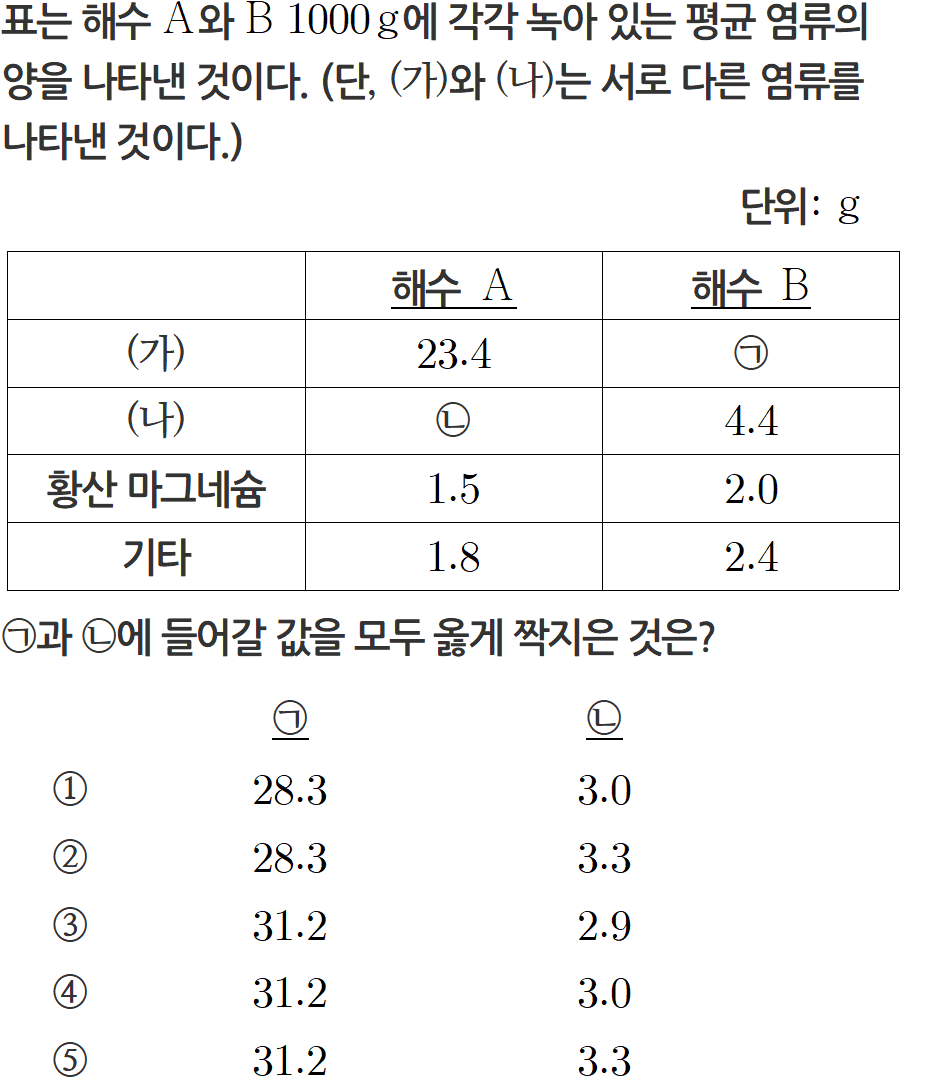 표는 해수 A와 B 1000g에 각각 녹아 있는 평균 염류의
양을 나타낸 것이다. (단, (가)와 (나)는 서로 다른 염류를
나타낸 것이다.)
단위: g
해수 A 해수 B
(가) 23.4 ㉠
(나) ㉡ 4.4
황산 마그네슘 1.5 2.0
기타 1.8 2.4
㉠과 ㉡에 들어갈 값을 모두 옳게 짝지은 것은?
㉠ ㉡
① 28.3 3.0
② 28.3 3.3
③ 31.2 2.9
④ 31.2 3.0
⑤ 31.2 3.3